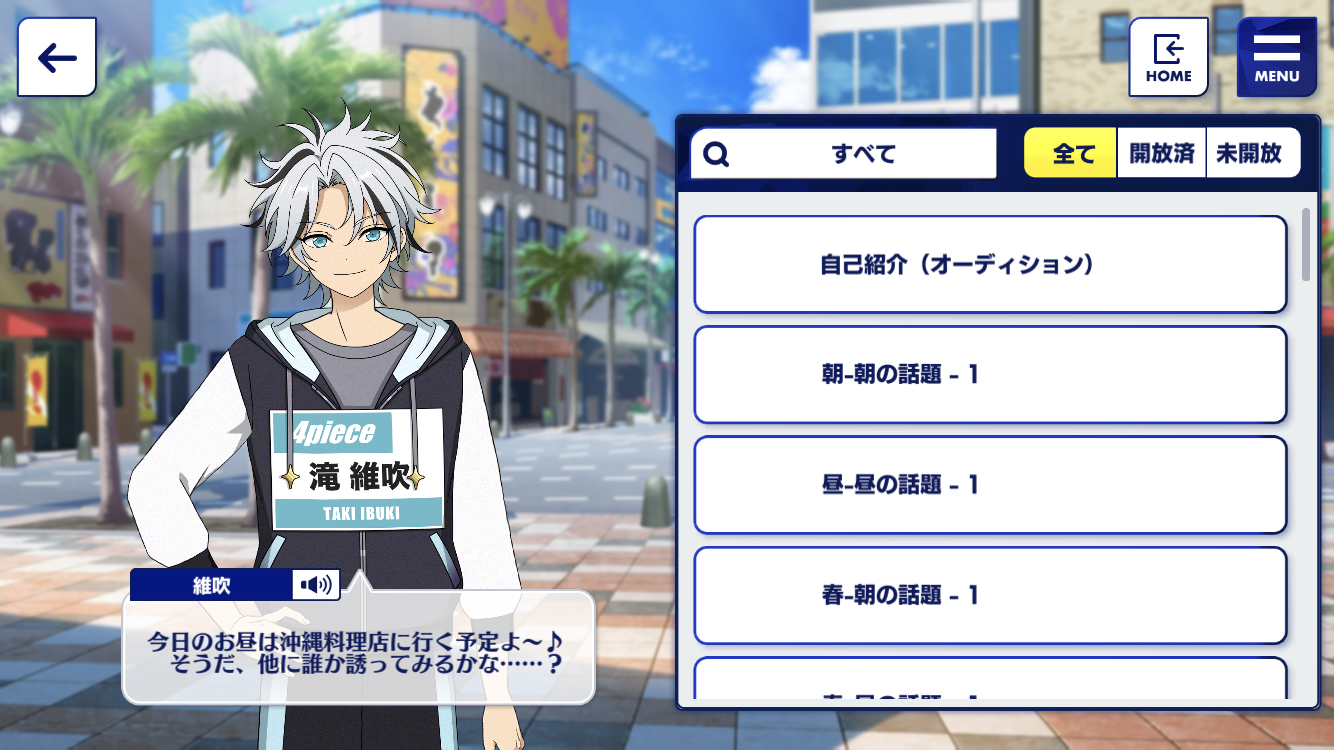 HOME
MENU
すべて
全て
開放済
未開放
自己紹介（オーディション）
朝-朝の話題 - 1
昼-昼の話題 - 1
春-朝の話題 - 1
4piece
滝 維吹
TAKI IBUKI
維吹
今日のお昼は沖縄料理店に行く予定よ～♪
そうだ、他に誰か誘ってみるかな……？